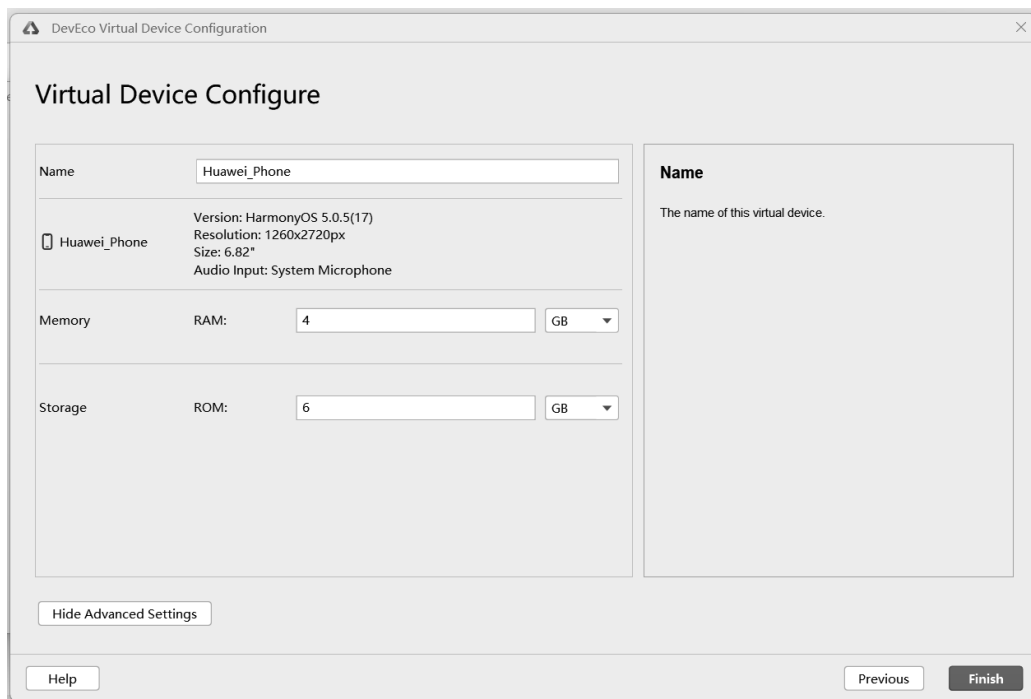 DevEco Virtual Device Configuration
Virtual Device Configure
Name
Huawei_Phone
Huawei_Phone
Version: HarmonyOS 5.0.5(17)
Resolution: 1260x2720px
Size: 6.82"
Audio Input: System Microphone
Memory
RAM:
4
GB
Storage
ROM:
6
GB
Name
The name of this virtual device.
Hide Advanced Settings
Help
Previous
Finish